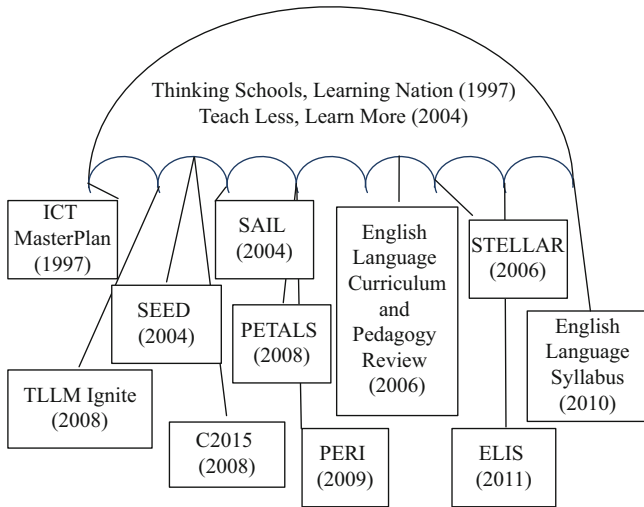 Thinking Schools, Learning Nation (1997)
Teach Less, Learn More (2004)
ICT
MasterPlan
(1997)
SAIL
(2004)
English
Language
Curriculum
and
Pedagogy
Review
(2006)
STELLAR
(2006)
SEED
(2004)
PETALS
(2008)
English
Language
Syllabus
(2010)
TLLM Ignite
(2008)
C2015
(2008)
PERI
(2009)
ELIS
(2011)